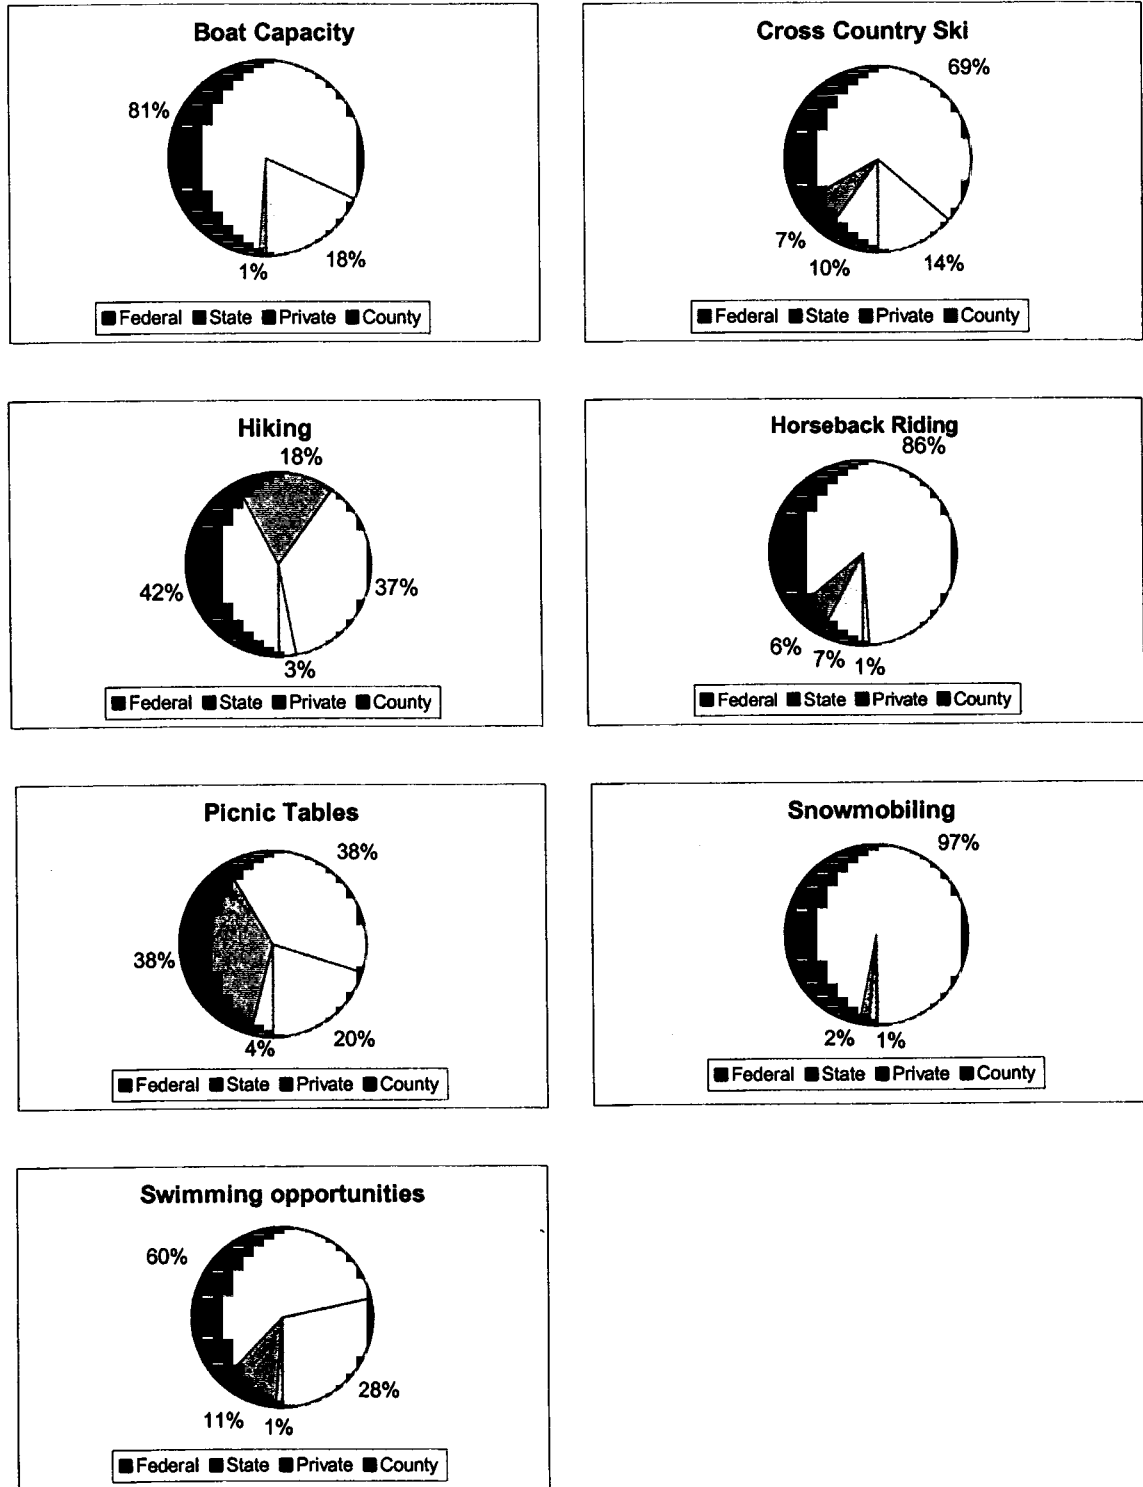 Boat Capacity
81%
1%
18%
Federal State Private County
Cross Country Ski
69%
7%
10%
14%
Federal State Private County
Hiking
18%
42%
37%
3%
Federal State Private County
Horseback Riding
86%
6%
7%
1%
Federal State Private County
Picnic Tables
38%
38%
4%
20%
Federal State Private County
Snowmobiling
97%
2%
1%
Federal State Private County
Swimming opportunities
60%
28%
11%
1%
Federal State Private County